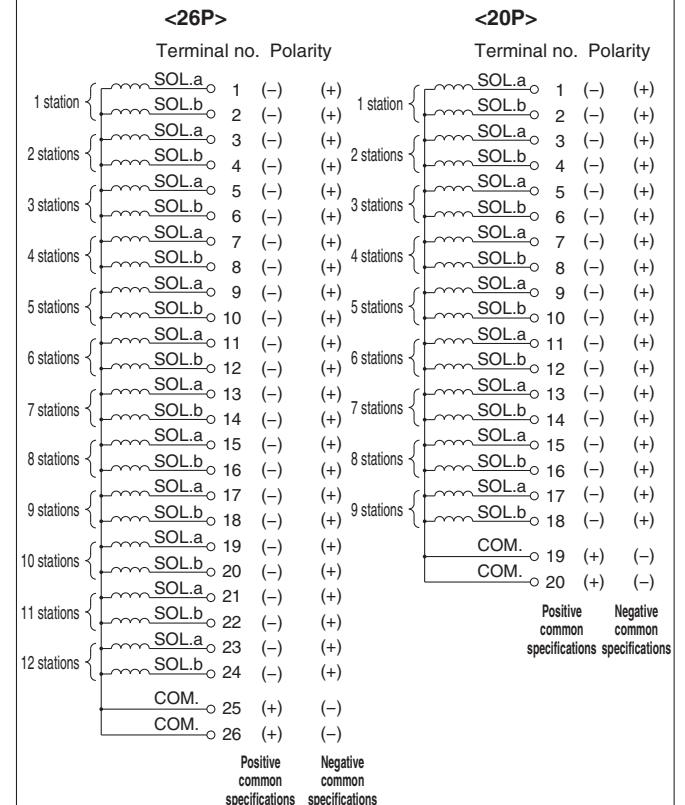 <26P>
Terminal no. Polarity
1 station
SOL.a 1 (–) (+)
SOL.b 2 (–) (+)
2 stations
SOL.a 3 (–) (+)
SOL.b 4 (–) (+)
3 stations
SOL.a 5 (–) (+)
SOL.b 6 (–) (+)
4 stations
SOL.a 7 (–) (+)
SOL.b 8 (–) (+)
5 stations
SOL.a 9 (–) (+)
SOL.b 10 (–) (+)
6 stations
SOL.a 11 (–) (+)
SOL.b 12 (–) (+)
7 stations
SOL.a 13 (–) (+)
SOL.b 14 (–) (+)
8 stations
SOL.a 15 (–) (+)
SOL.b 16 (–) (+)
9 stations
SOL.a 17 (–) (+)
SOL.b 18 (–) (+)
10 stations
SOL.a 19 (–) (+)
SOL.b 20 (–) (+)
11 stations
SOL.a 21 (–) (+)
SOL.b 22 (–) (+)
12 stations
SOL.a 23 (–) (+)
SOL.b 24 (–) (+)
COM. 25 (+) (–)
COM. 26 (+) (–)
Positive common specifications
Negative common specifications
<20P>
Terminal no. Polarity
1 station
SOL.a 1 (–) (+)
SOL.b 2 (–) (+)
2 stations
SOL.a 3 (–) (+)
SOL.b 4 (–) (+)
3 stations
SOL.a 5 (–) (+)
SOL.b 6 (–) (+)
4 stations
SOL.a 7 (–) (+)
SOL.b 8 (–) (+)
5 stations
SOL.a 9 (–) (+)
SOL.b 10 (–) (+)
6 stations
SOL.a 11 (–) (+)
SOL.b 12 (–) (+)
7 stations
SOL.a 13 (–) (+)
SOL.b 14 (–) (+)
8 stations
SOL.a 15 (–) (+)
SOL.b 16 (–) (+)
9 stations
SOL.a 17 (–) (+)
SOL.b 18 (–) (+)
COM. 19 (+) (–)
COM. 20 (+) (–)
Positive common specifications
Negative common specifications